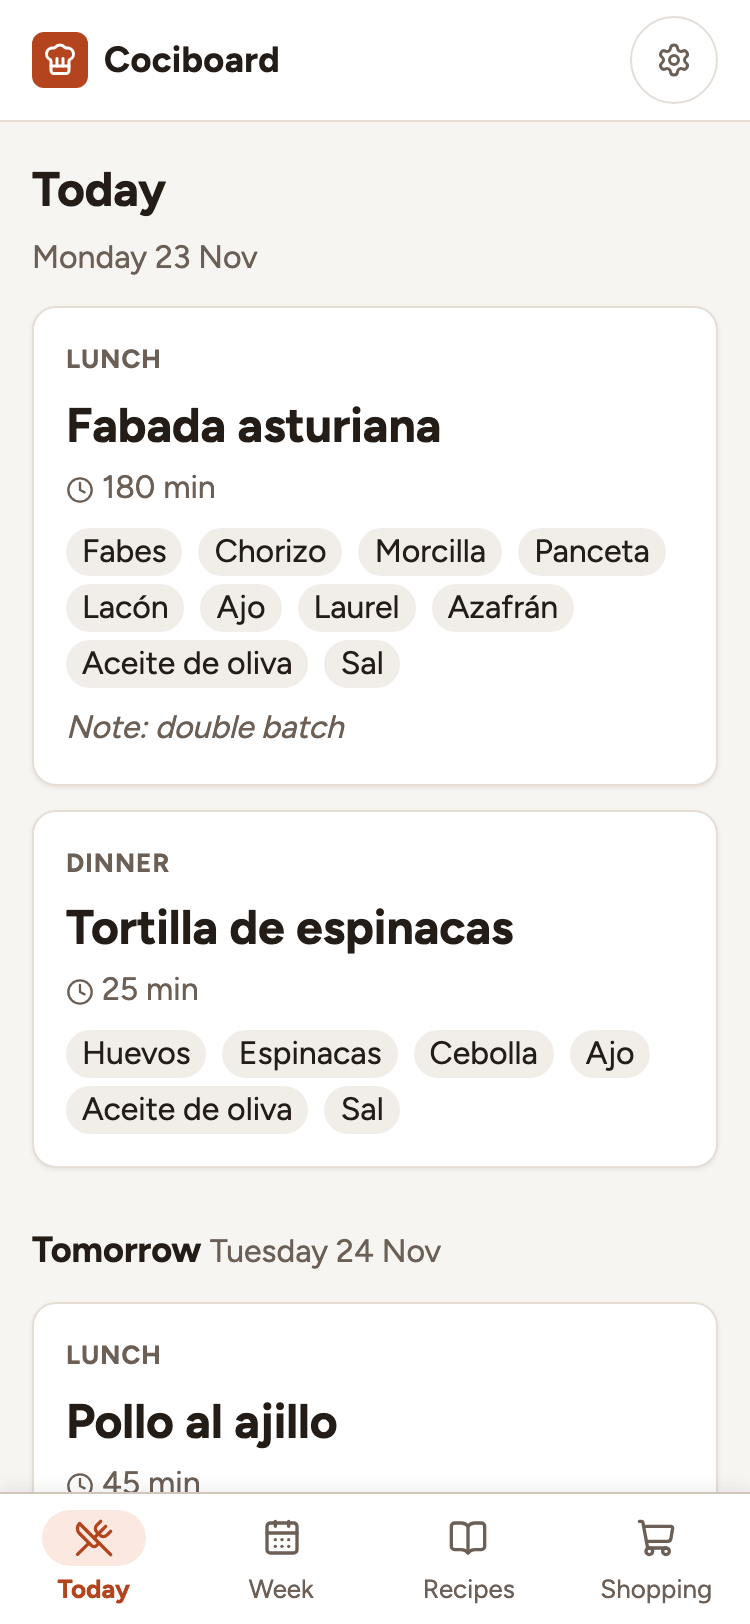 Cociboard
Today
Monday 23 Nov
LUNCH
Fabada asturiana
180 min
Fabes Chorizo Morcilla Panceta
Lacón Ajo Laurel Azafrán
Aceite de oliva Sal
Note: double batch
DINNER
Tortilla de espinacas
25 min
Huevos Espinacas Cebolla Ajo
Aceite de oliva Sal
Tomorrow Tuesday 24 Nov
LUNCH
Pollo al ajillo
45 min
Today Week Recipes Shopping